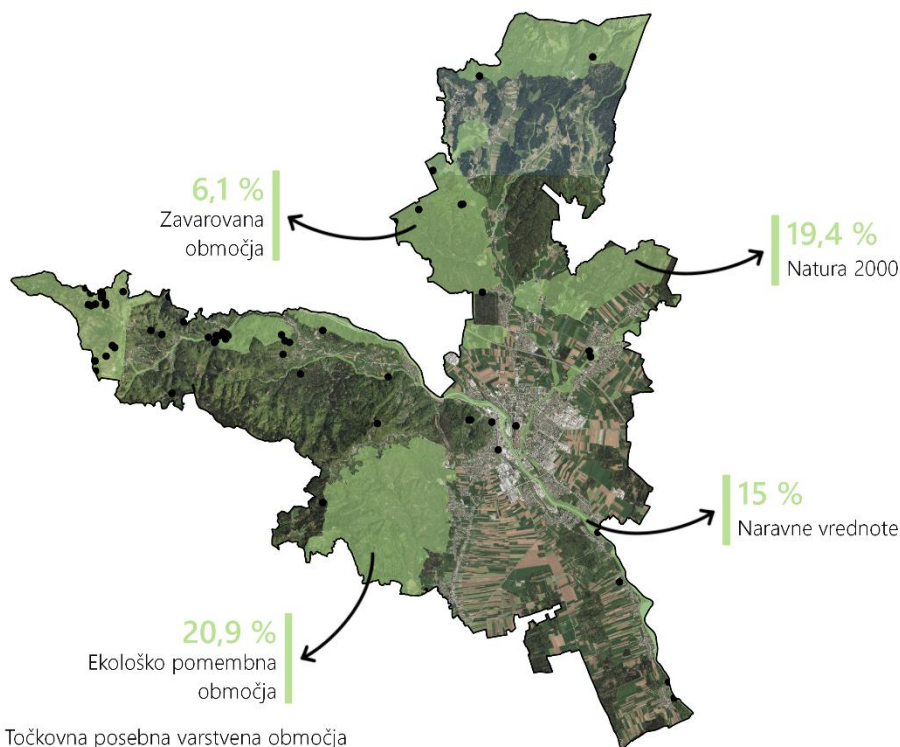 6,1 %
Zavarovana
območja
19,4 %
Natura 2000
15 %
Naravne vrednote
20,9 %
Ekološko pomembna
območja
Točkovna posebna varstvena območja